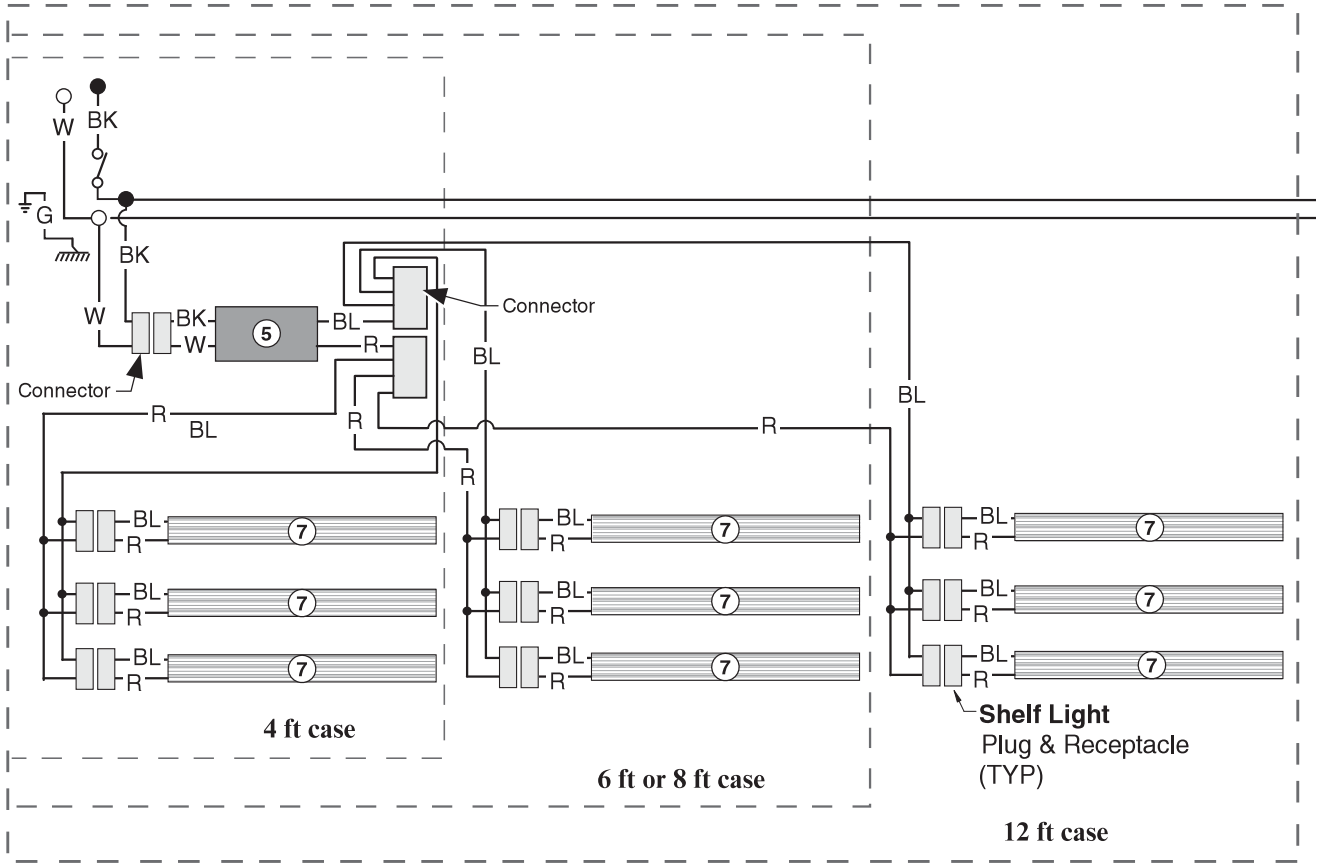 W
BK
G
BK
W
BK
W
5
BL
R
Connector
Connector
BL
BL
R
BL
R
R
R
BL
R
7
BL
R
7
BL
R
7
BL
R
7
BL
R
7
BL
R
7
BL
R
7
BL
R
7
BL
R
7
Shelf Light
Plug & Receptacle
(TYP)
4 ft case
6 ft or 8 ft case
12 ft case